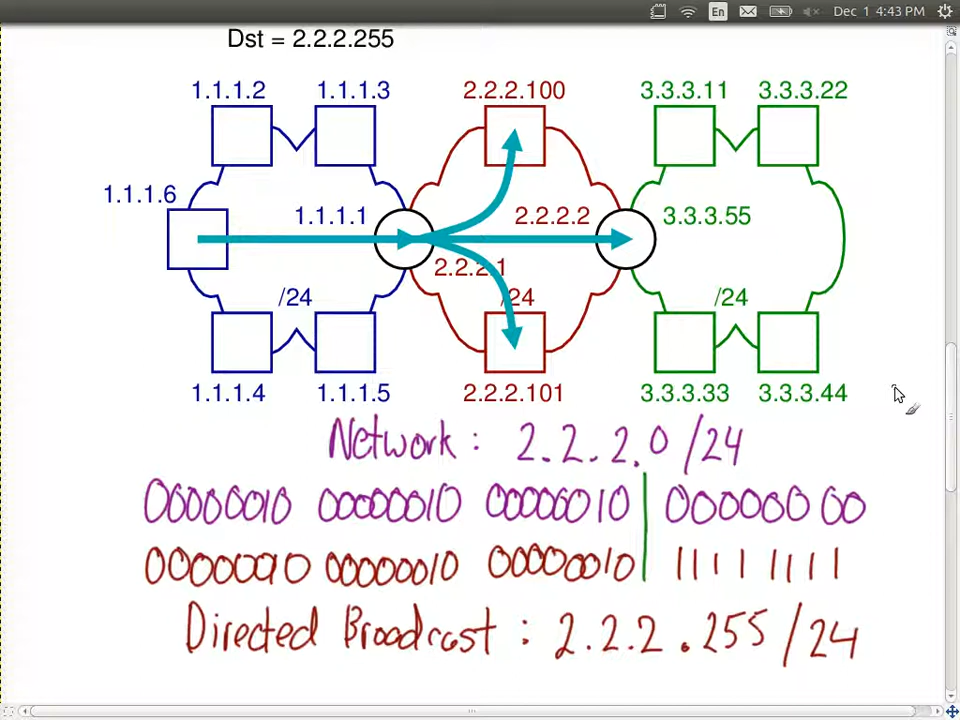 En Dec 1 4:43 PM
Dst = 2.2.2.255
1.1.1.2 1.1.1.3 2.2.2.100 3.3.3.11 3.3.3.22
1.1.1.6
1.1.1.1 2.2.2.2 3.3.3.55
2.2.2.1
/24 /24 /24
1.1.1.4 1.1.1.5 2.2.2.101 3.3.3.33 3.3.3.44
Network : 2.2.2.0 /24
00000010 00000010 00000010 00000000
00000010 00000010 00000010 11111111
Directed Broadcast : 2.2.2.255 /24